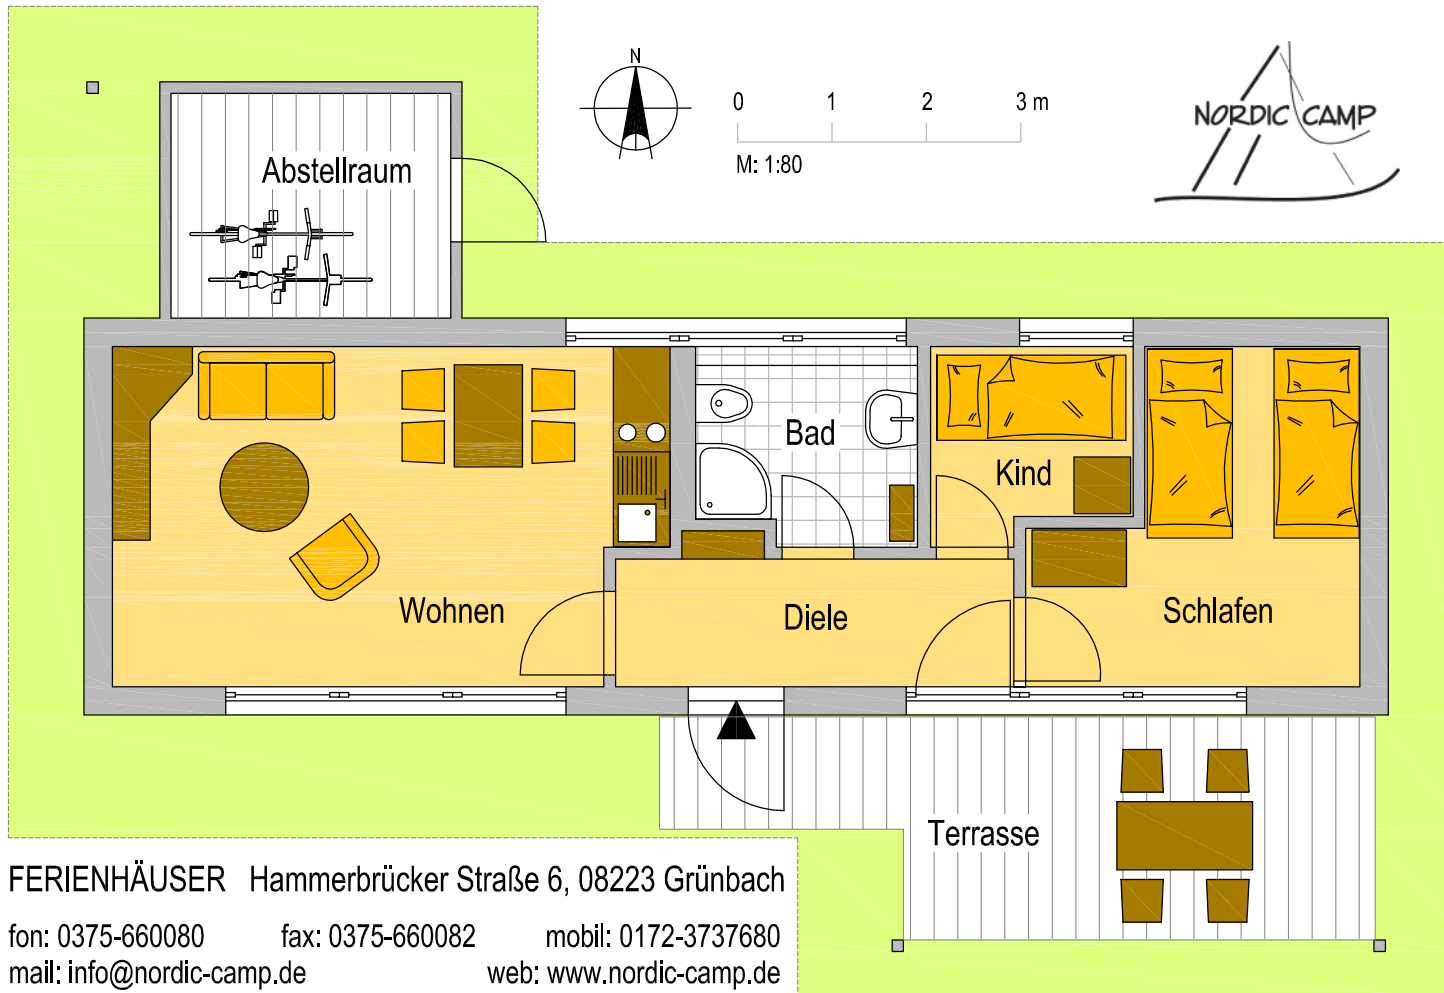 N
0 1 2 3 m
M: 1:80
NORDIC CAMP
Abstellraum
Bad
Kind
Wohnen
Diele
Schlafen
Terrasse
FERIENHÄUSER Hammerbrücker Straße 6, 08223 Grünbach
fon: 0375-660080 fax: 0375-660082 mobil: 0172-3737680
mail: info@nordic-camp.de web: www.nordic-camp.de